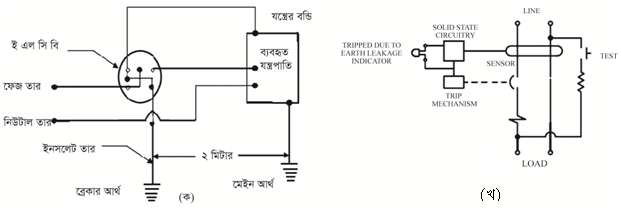 যন্ত্রের বডি
ই এল সি বি
ব্যবহৃত
যন্ত্রপাতি
ফেজ তার
নিউটাল তার
ইনসলেট তার
২ মিটার
ব্রেকার আর্থ
মেইন আর্থ
(ক)
LINE
SOLID STATE
CIRCUITRY
TRIPPED DUE TO
EARTH LEAKAGE
INDICATOR
SENSOR
TEST
TRIP
MECHANISM
LOAD
(খ)